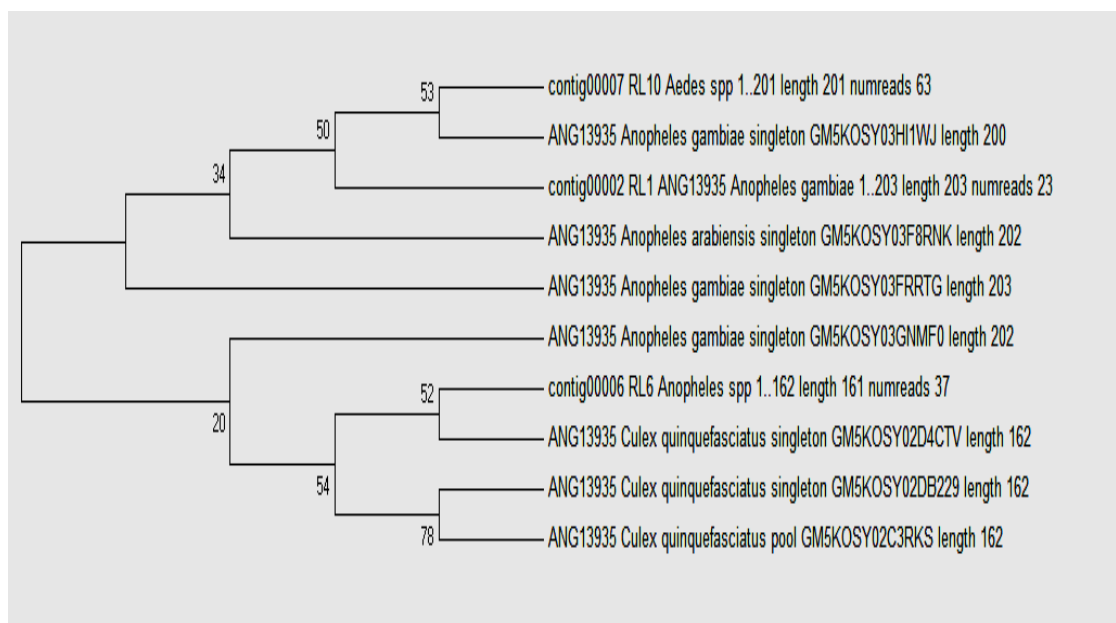 53
contig00007 RL10 Aedes spp 1..201 length 201 numreads 63
50
ANG13935 Anopheles gambiae singleton GM5KOSY03HI1WJ length 200
34
contig00002 RL1 ANG13935 Anopheles gambiae 1..203 length 203 numreads 23
ANG13935 Anopheles arabiensis singleton GM5KOSY03F8RNK length 202
ANG13935 Anopheles gambiae singleton GM5KOSY03FRRTG length 203
ANG13935 Anopheles gambiae singleton GM5KOSY03GNMF0 length 202
52
contig00006 RL6 Anopheles spp 1..162 length 161 numreads 37
20
ANG13935 Culex quinquefasciatus singleton GM5KOSY02D4CTV length 162
54
ANG13935 Culex quinquefasciatus singleton GM5KOSY02DB229 length 162
78
ANG13935 Culex quinquefasciatus pool GM5KOSY02C3RKS length 162